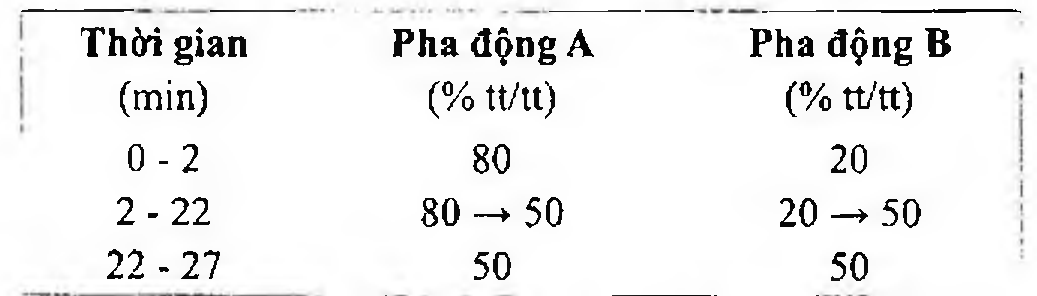 Thời gian Pha động A Pha động B
(min) (% tt/tt) (% tt/tt)
0 - 2 80 20
2 - 22 80 → 50 20 → 50
22 - 27 50 50